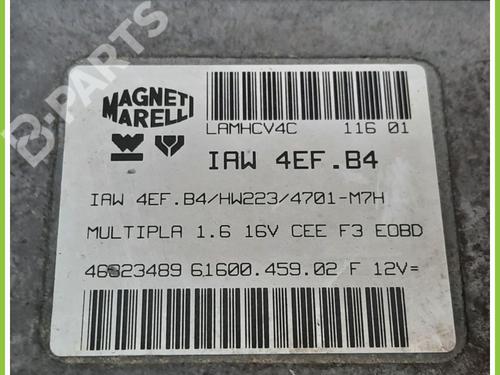 B-PARTS
MAGNETI
MARELLI
LAMHCV4C 116 01
IAW 4EF.B4
IAW 4EF.B4/HW223/4701-M7H
MULTIPLA 1.6 16V CEE F3 EOBD
46823489 61600.459.02 F 12V=